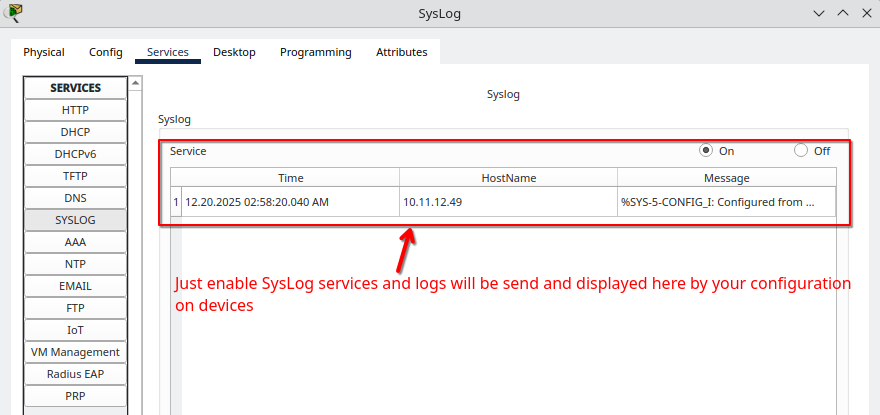 SysLog
Physical Config Services Desktop Programming Attributes
SERVICES
HTTP
DHCP
DHCPv6
TFTP
DNS
SYSLOG
AAA
NTP
EMAIL
FTP
IoT
VM Management
Radius EAP
PRP
Syslog
Syslog
Service On Off
Time HostName Message
1 12.20.2025 02:58:20.040 AM 10.11.12.49 %SYS-5-CONFIG_I: Configured from ...
Just enable SysLog services and logs will be send and displayed here by your configuration
on devices